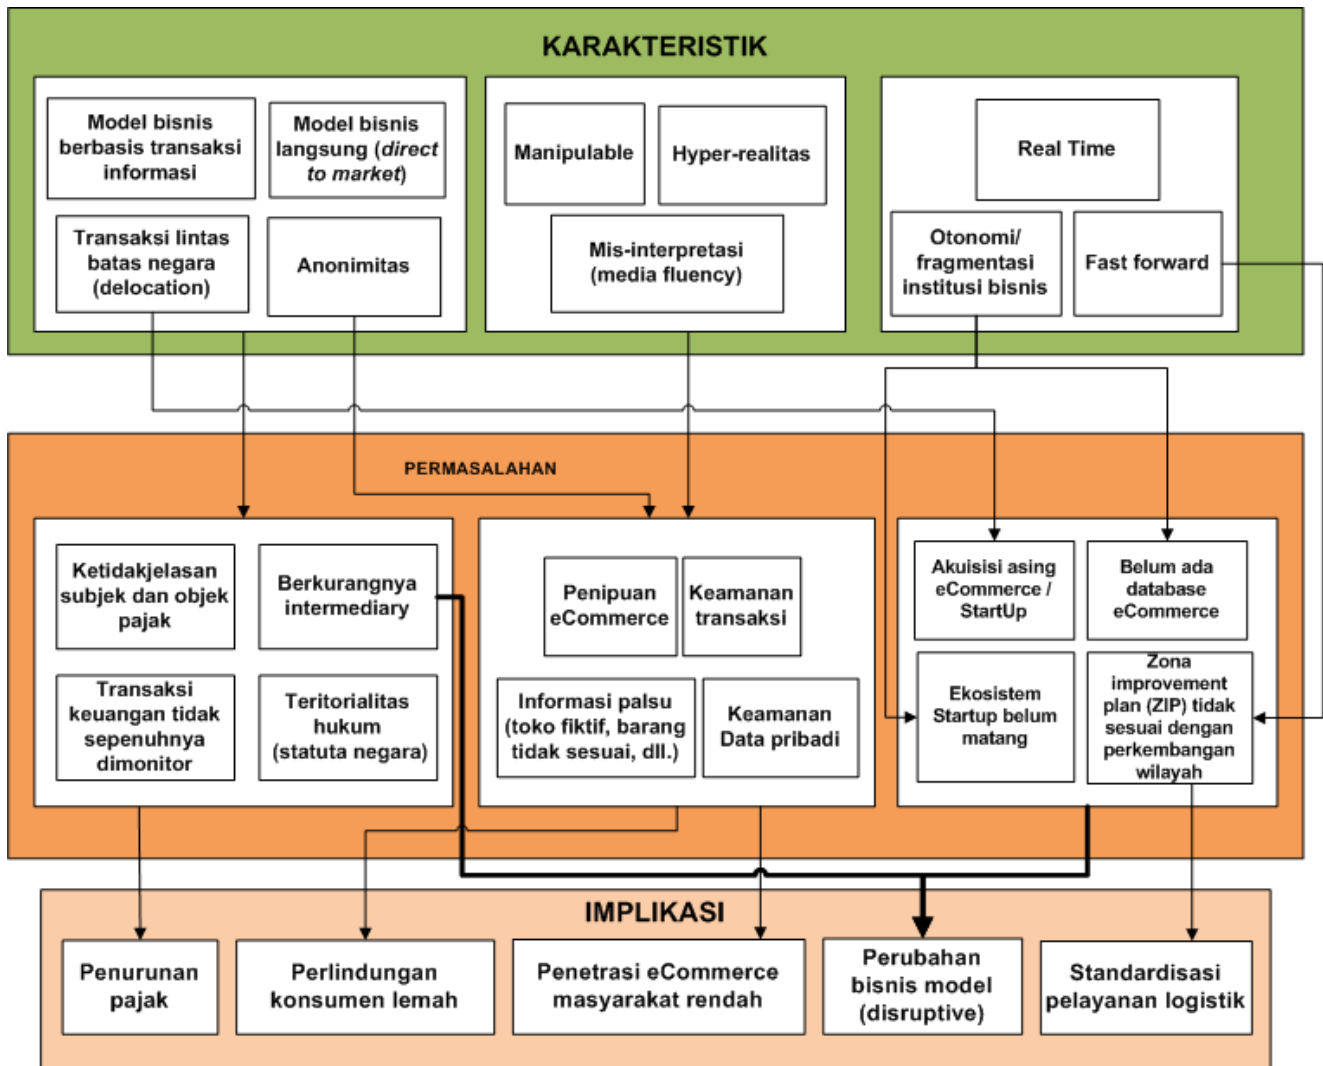 KARAKTERISTIK
Model bisnis
berbasis transaksi
informasi
Model bisnis
langsung (direct
to market)
Transaksi lintas
batas negara
(delocation)
Anonimitas
Manipulable
Hyper-realitas
Mis-interpretasi
(media fluency)
Real Time
Otonomi/
fragmentasi
institusi bisnis
Fast forward
PERMASALAHAN
Ketidakjelasan
subjek dan objek
pajak
Berkurangnya
intermediary
Transaksi
keuangan tidak
sepenuhnya
dimonitor
Teritorialitas
hukum
(statuta negara)
Penipuan
eCommerce
Keamanan
transaksi
Informasi palsu
(toko fiktif, barang
tidak sesuai, dll.)
Keamanan
Data pribadi
Akuisisi asing
eCommerce /
StartUp
Belum ada
database
eCommerce
Ekosistem
Startup belum
matang
Zona
improvement
plan (ZIP) tidak
sesuai dengan
perkembangan
wilayah
IMPLIKASI
Penurunan
pajak
Perlindungan
konsumen lemah
Penetrasi eCommerce
masyarakat rendah
Perubahan
bisnis model
(disruptive)
Standardisasi
pelayanan logistik